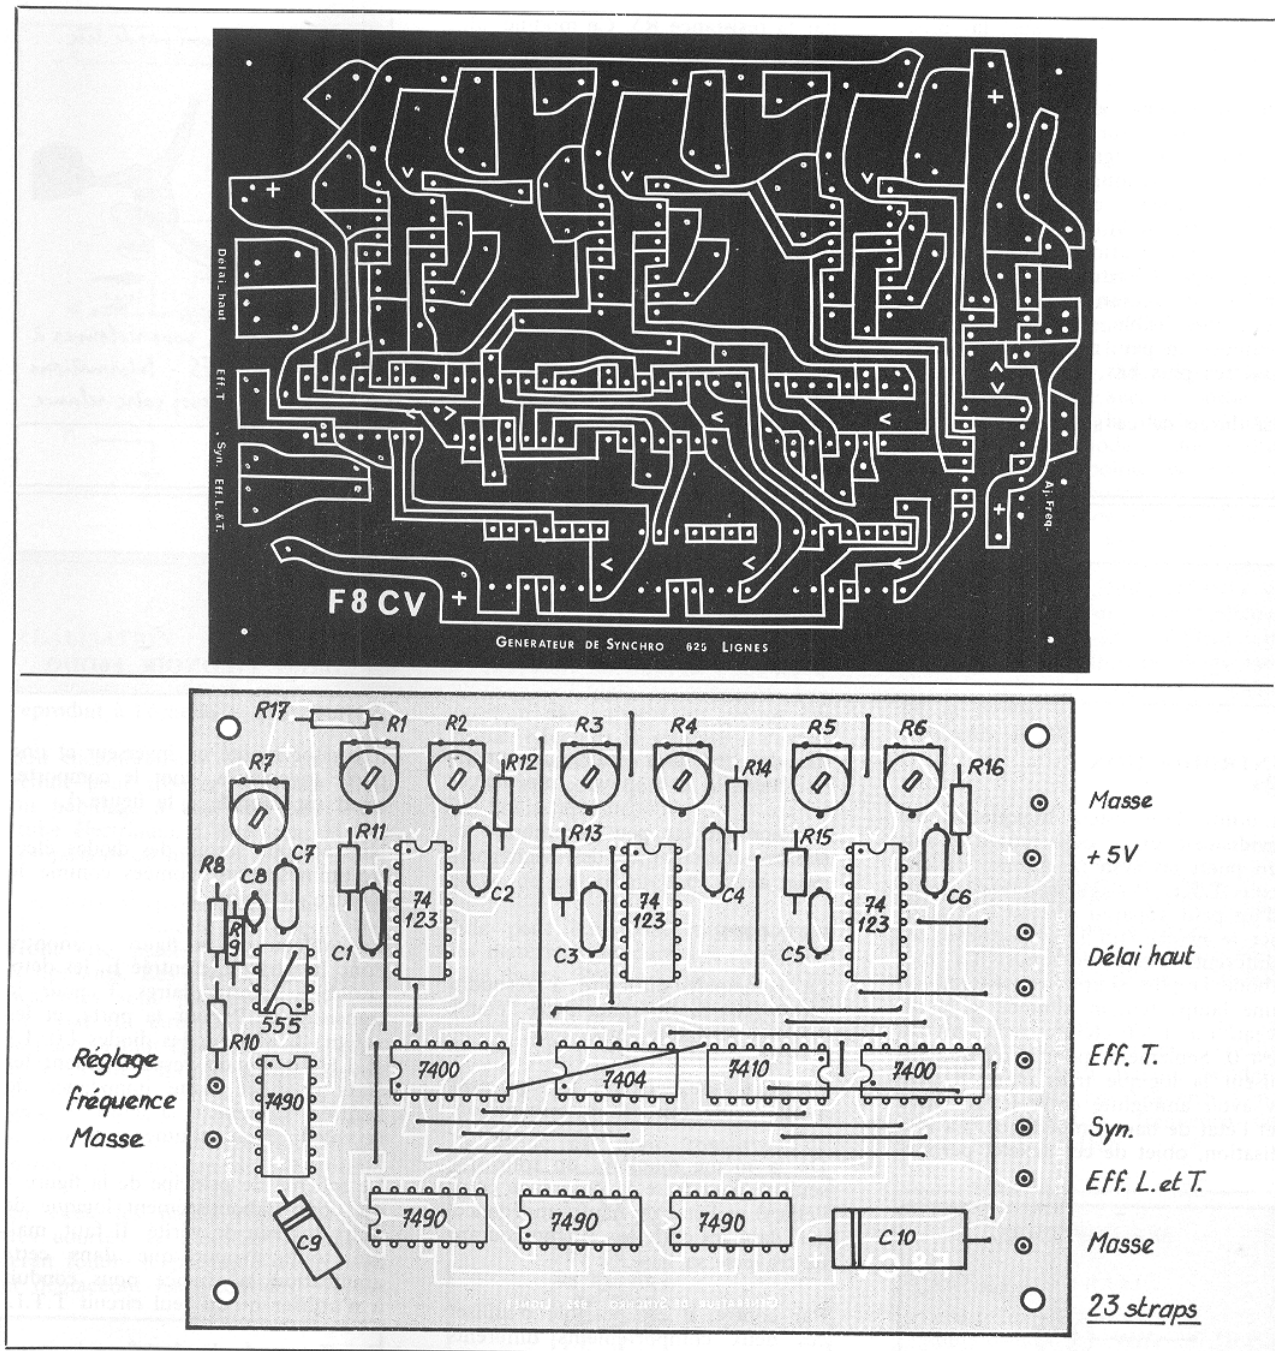 +
+
Délai haut
Eff. T
Syn.
Eff. L. & T.
Aj. Fréq.
+
F8CV +
GENERATEUR DE SYNCHRO 625 LIGNES
R17
R1
R2
R3
R4
R5
R6
R7
R12
R14
R16
Masse
R11
R13
R15
+ 5V
R8
C8
C7
74
123
C2
74
123
C4
74
123
C6
R9
C1
C3
C5
Délai haut
555
R10
Réglage
fréquence
Masse
7490
7400
7404
7410
7400
Eff. T.
Syn.
Eff. L. et T.
7490
7490
7490
C9
C10
Masse
23 straps